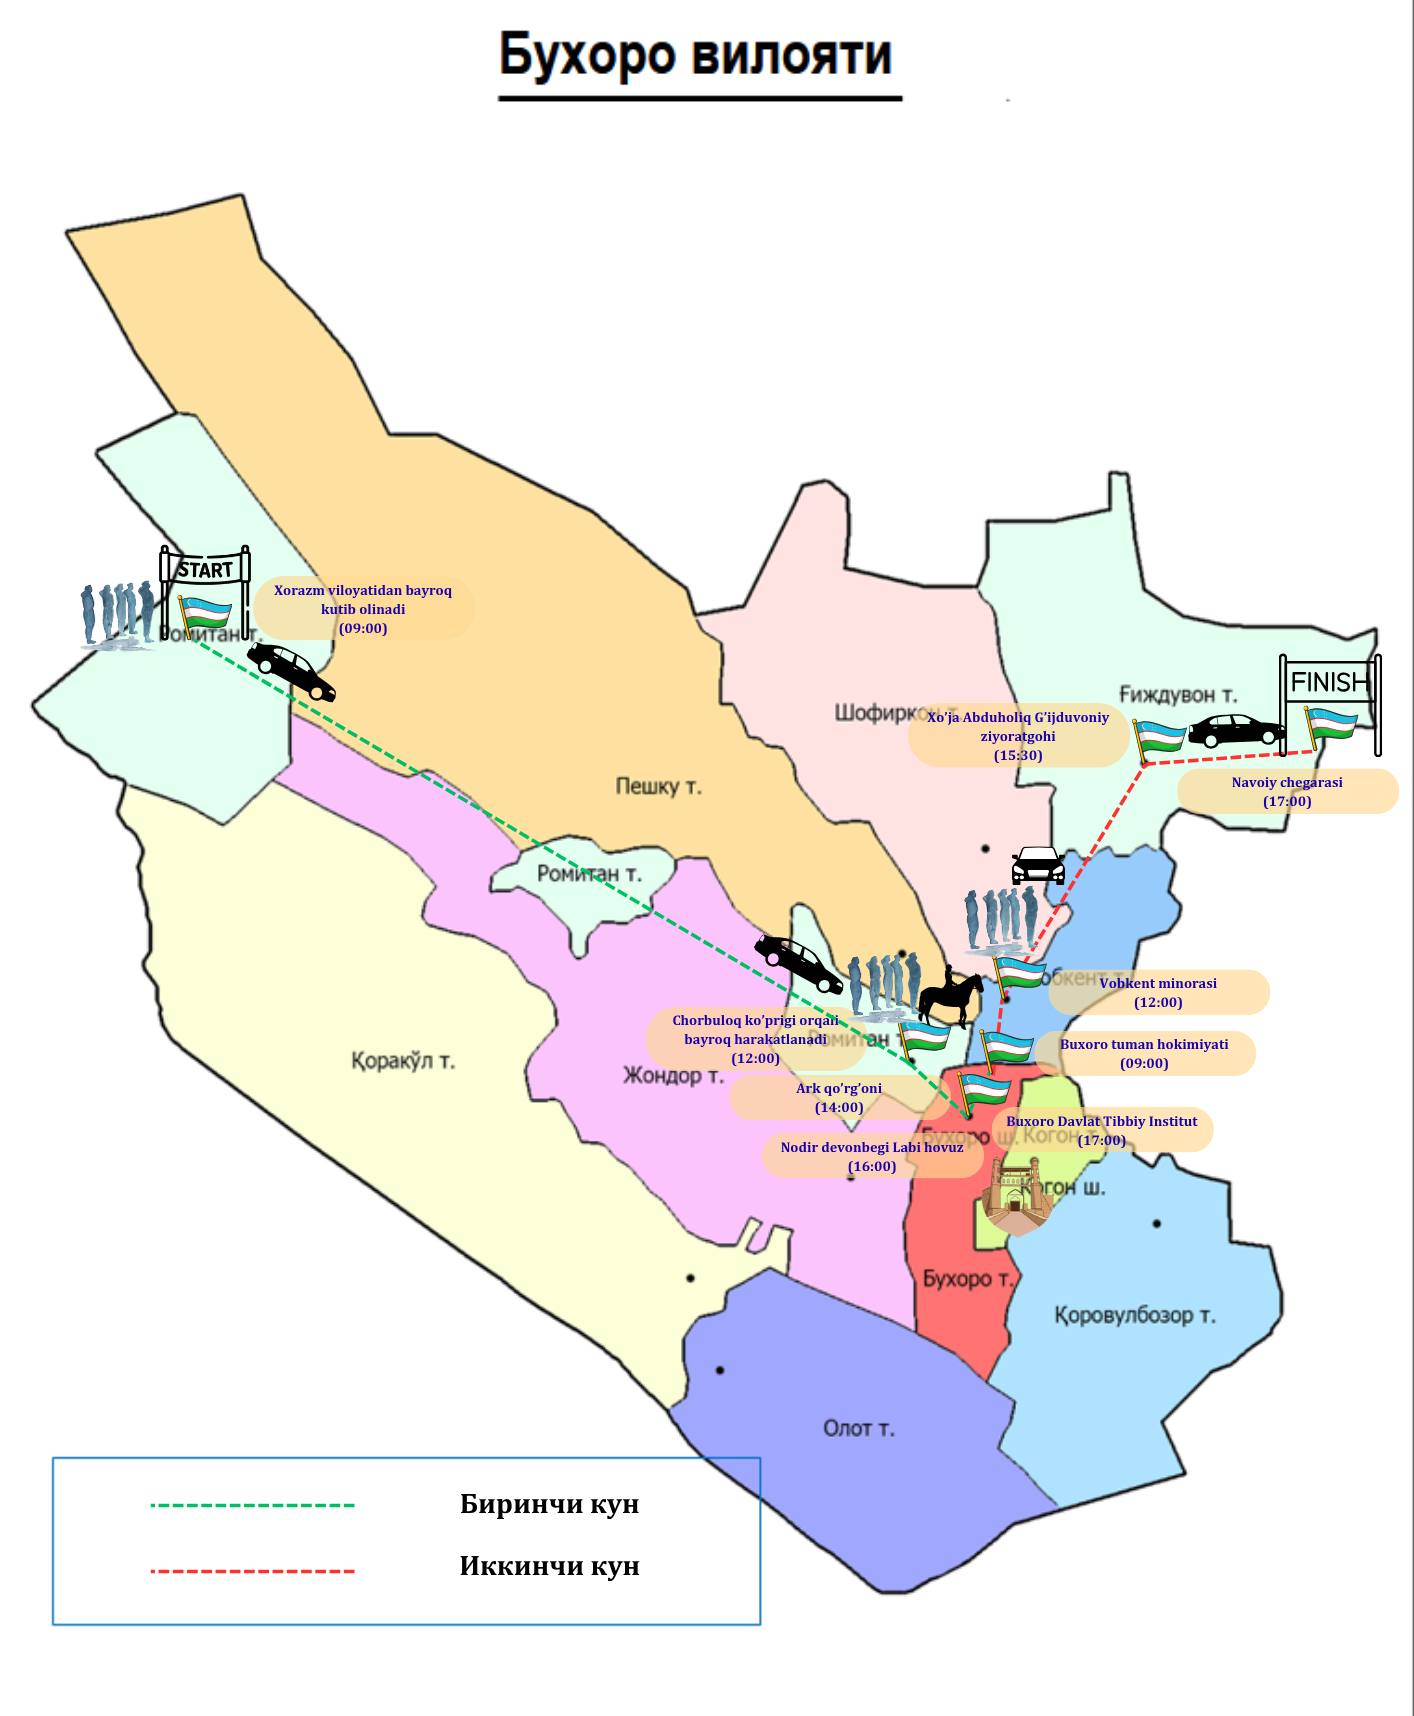 Бухоро вилояти
START
Xorazm viloyatidan bayroq
kutib olinadi
(09:00)
Ромитан т.
Ғиждувон т.
FINISH
Шофиркон т.
Xo'ja Abduholiq G'ijduvoniy
ziyoratgohi
(15:30)
Navoiy chegarasi
(17:00)
Пешку т.
Ромитан т.
Vobkent minorasi
(12:00)
Chorbuloq ko'prigi orqali
bayroq harakatlanadi
(12:00)
Ромитан т
Buxoro tuman hokimiyati
(09:00)
Қоракўл т.
Жондор т.
Ark qo'rg'oni
(14:00)
Buxoro Davlat Tibbiy Institut
(17:00)
Бухоро ш.
Когон т.
Nodir devonbegi Labi hovuz
(16:00)
Когон ш.
Бухоро т.
Қоровулбозор т.
Олот т.
Биринчи кун
Иккинчи кун